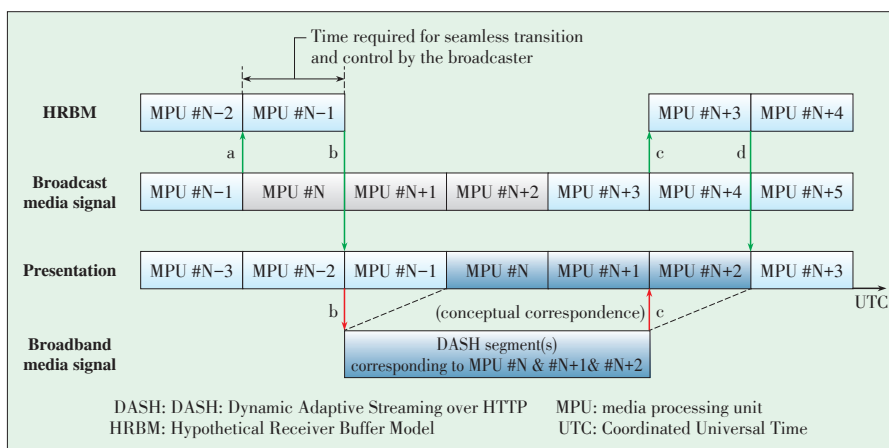 Time required for seamless transition
and control by the broadcaster
HRBM
MPU #N−2 MPU #N−1 MPU #N+3 MPU #N+4
a b c d
Broadcast
media signal
MPU #N−1 MPU #N MPU #N+1 MPU #N+2 MPU #N+3 MPU #N+4 MPU #N+5
Presentation
MPU #N−3 MPU #N−2 MPU #N−1 MPU #N MPU #N+1 MPU #N+2 MPU #N+3
UTC
b (conceptual correspondence) c
Broadband
media signal
DASH segment(s)
corresponding to MPU #N & #N+1& #N+2
DASH: DASH: Dynamic Adaptive Streaming over HTTP MPU: media processing unit
HRBM: Hypothetical Receiver Buffer Model UTC: Coordinated Universal Time